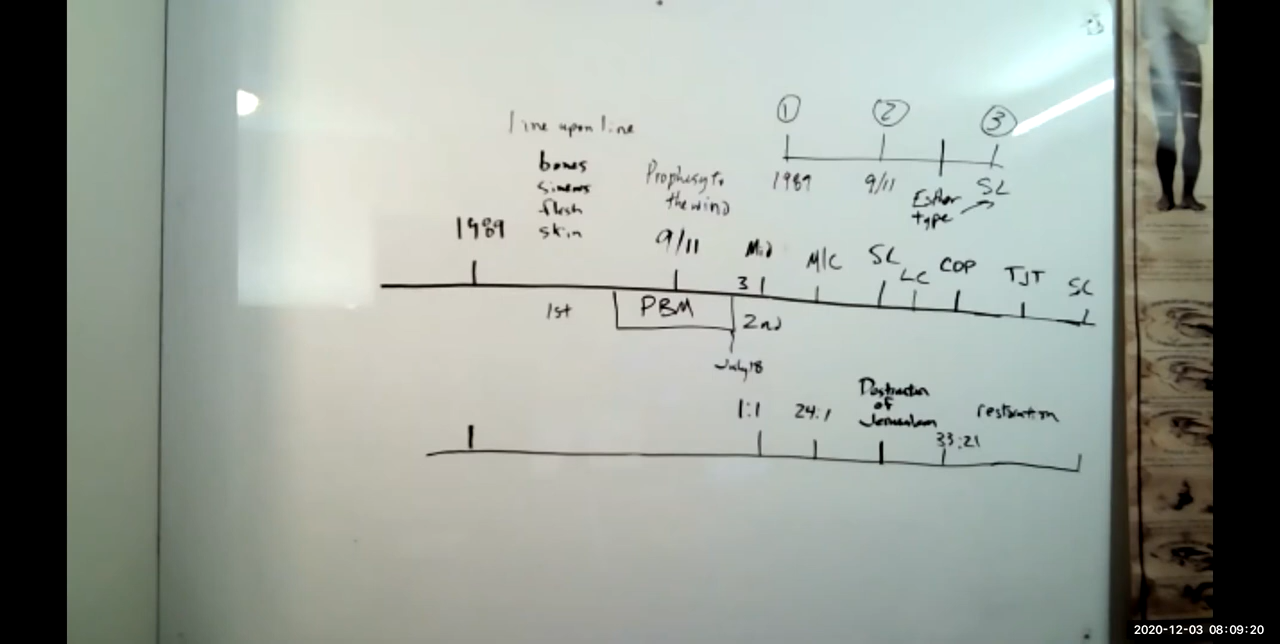 ① ② ③
1989 9/11 Esther type SL
line upon line
bones
sinews
flesh
skin
Prophesy to
the wind
1989 9/11 Mid M/C SL LC COP TJT SC
3
1st PBM 2nd
July 18
1:1 24:1 Destruction
of
Jerusalem
33:21 restoration
2020-12-03 08:09:20